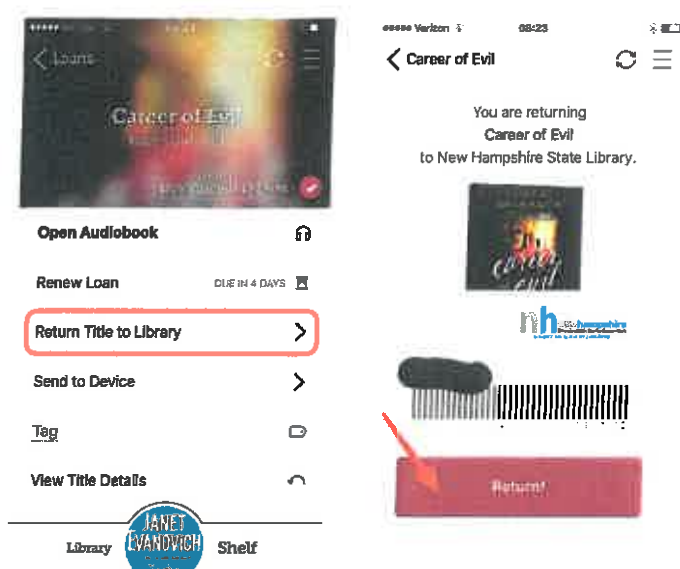 Loans
Career of Evil
Open Audiobook
Renew Loan DUE IN 4 DAYS
Return Title to Library
Send to Device
Tag
View Title Details
Library
JANET
EVANOVICH
Shelf
Verizon 08:23
Career of Evil
You are returning
Career of Evil
to New Hampshire State Library.
career
evil
nh
Return!